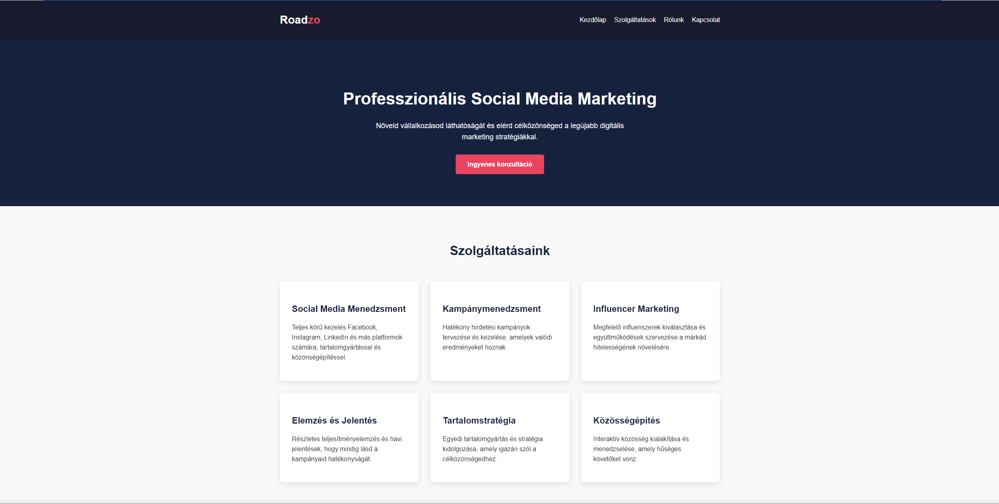 Roadzo
Kezdőlap Szolgáltatások Rólunk Kapcsolat
Professzionális Social Media Marketing
Növeld vállalkozásod láthatóságát és elérd célközönséged a legújabb digitális
marketing stratégiákkal.
Ingyenes konzultáció
Szolgáltatásaink
Social Media Menedzsment
Teljes körű kezelés Facebook,
Instagram, LinkedIn és más platformok
számára, tartalomgyártással és
közönségépítéssel.
Kampánymenedzsment
Hatékony hirdetési kampányok
tervezése és kezelése, amelyek valódi
eredményeket hoznak.
Influencer Marketing
Megfelelő influenszerek kiválasztása és
együttműködések szervezése a márkád
hitelességének növelésére.
Elemzés és Jelentés
Részletes teljesítményelemzés és havi
jelentések, hogy mindig lásd a
kampányaid hatékonyságát.
Tartalomstratégia
Egyedi tartalomgyártás és stratégia
kidolgozása, amely igazán szól a
célközönségedhez.
Közösségépítés
Interaktív közösség kialakítása és
menedzselése, amely hűséges
követőket vonz.